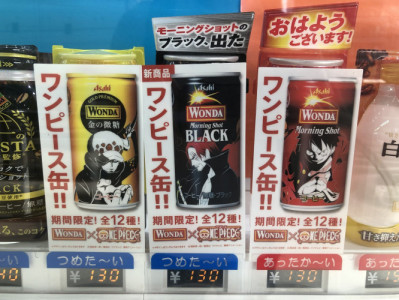 モーニングショットの
ブラック、出た
おはよう
ございます!
ワンピース缶!!
Asahi
WONDA
金の微糖
期間限定! 全12種!
WONDA × ONE PIECE
新商品
ワンピース缶!!
Asahi
WONDA
Morning Shot
BLACK
期間限定! 全12種!
WONDA × ONE PIECE
ワンピース缶!!
Asahi
WONDA
Morning Shot
期間限定! 全12種!
WONDA × ONE PIECE
BLACK
白
つめた〜い
つめた〜い
あったか〜い
¥130
¥130
¥130